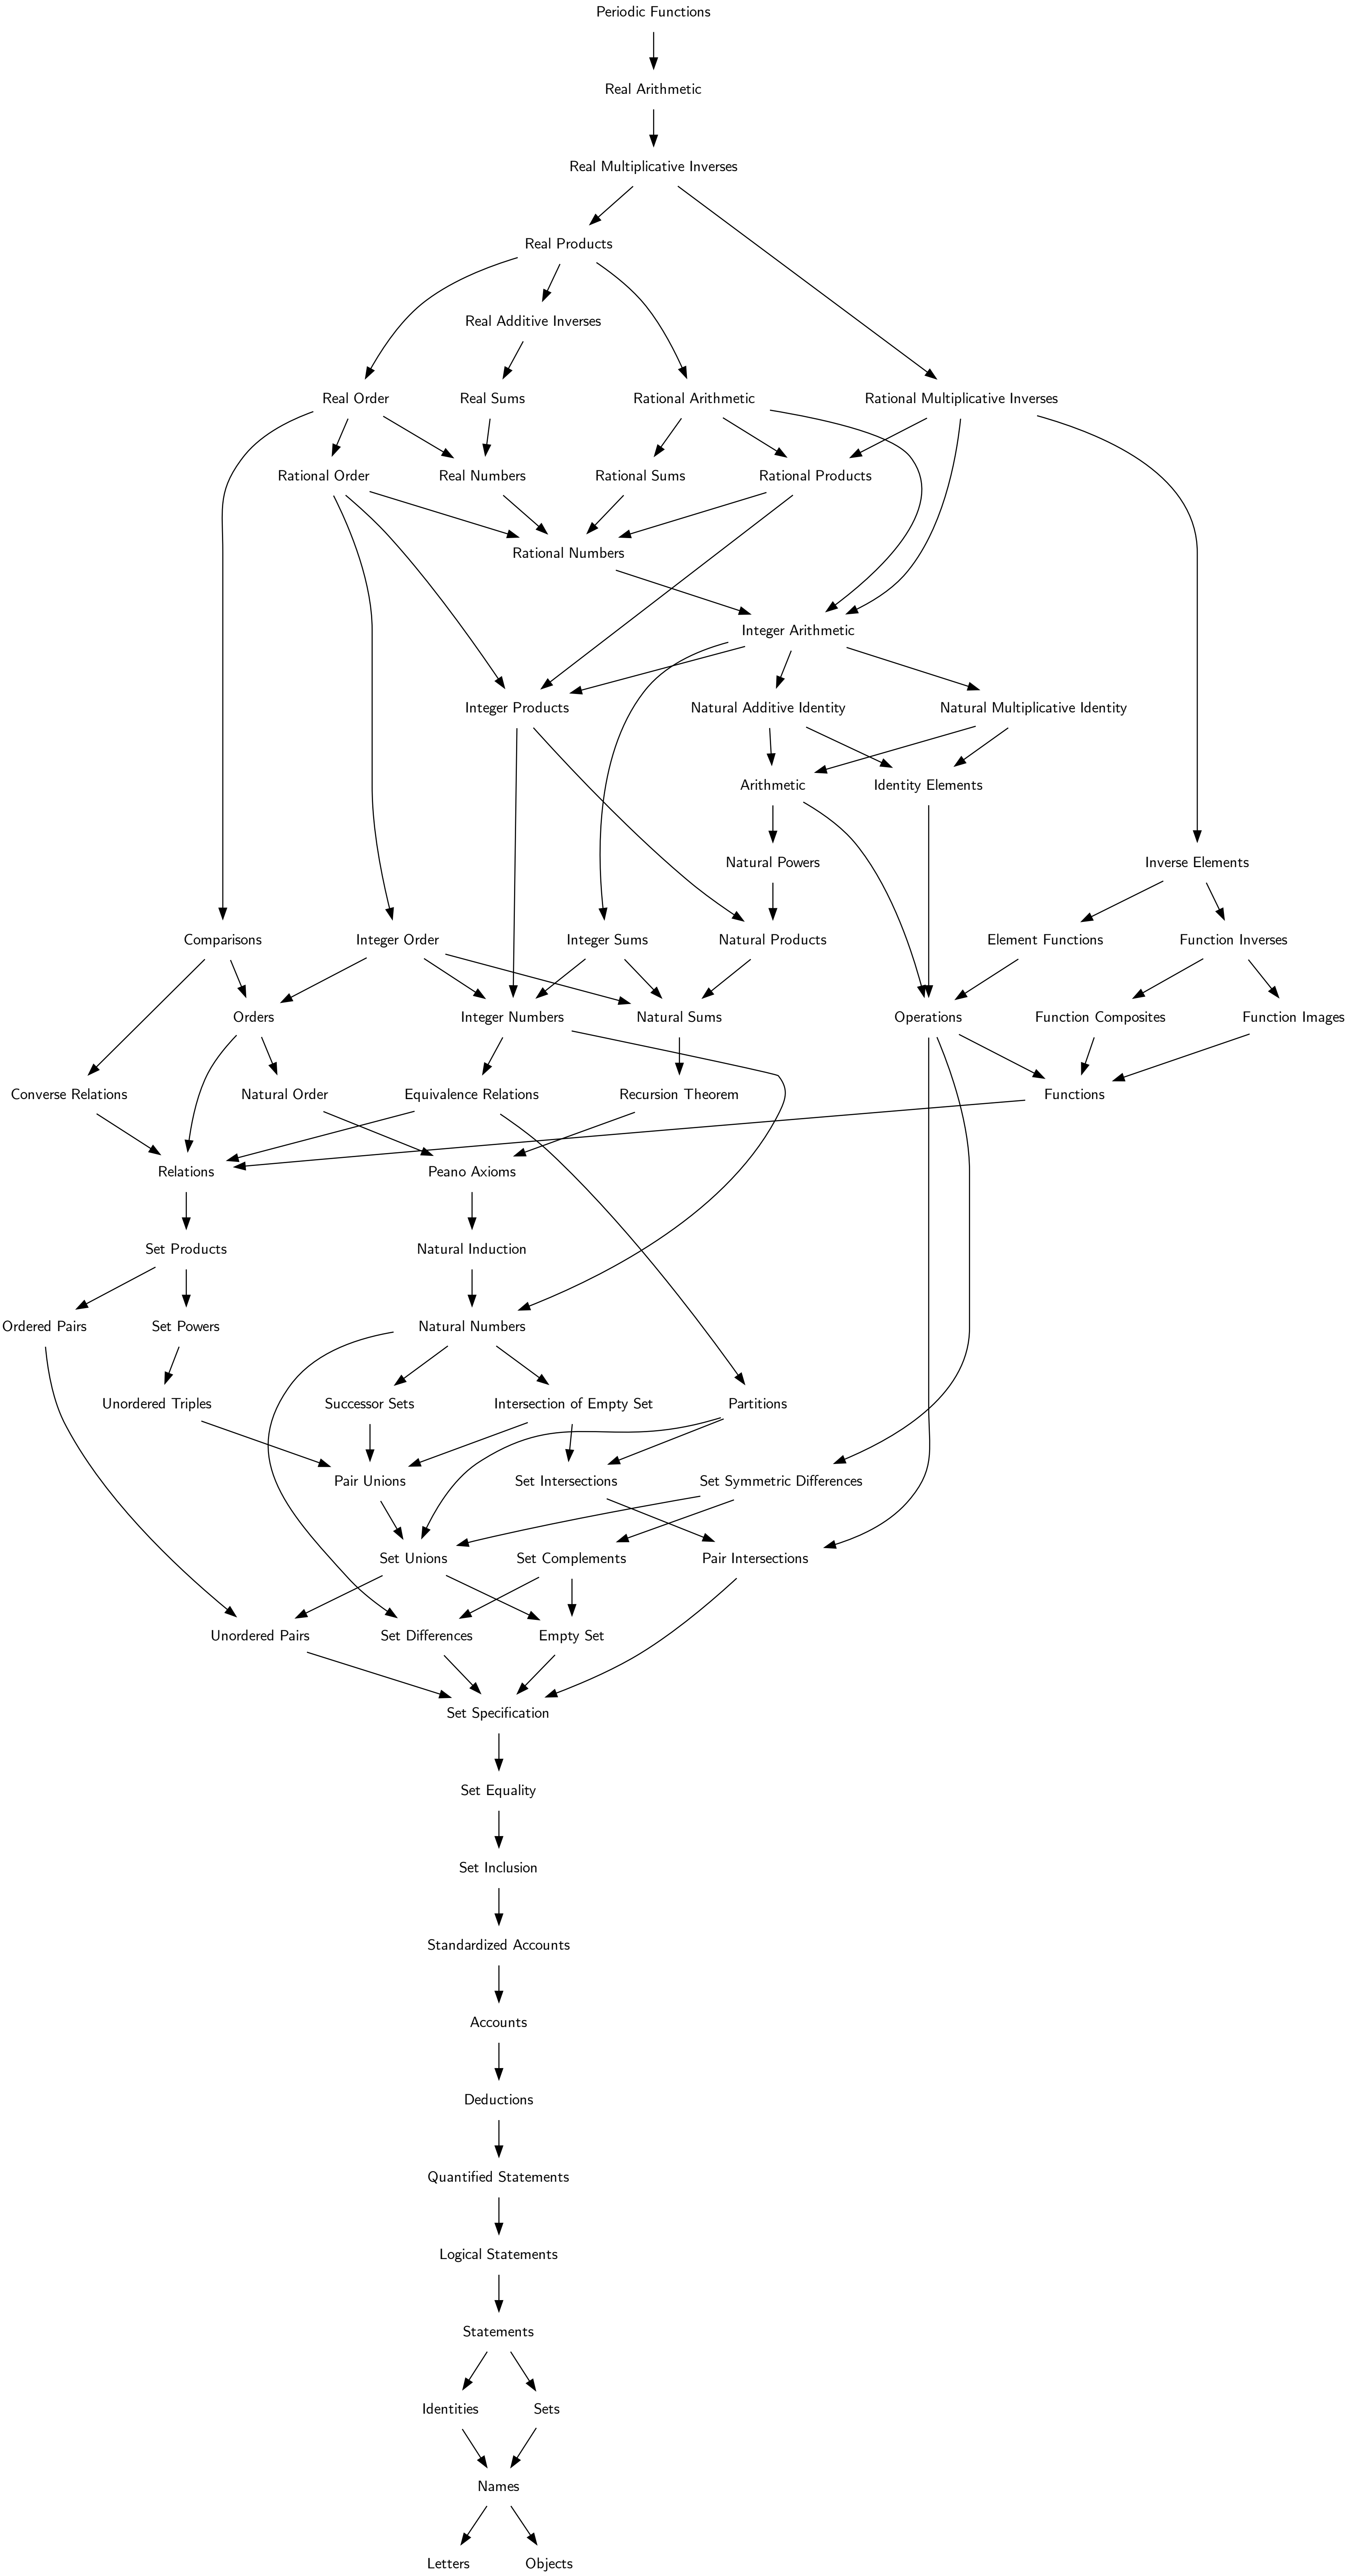 Periodic Functions
Real Arithmetic
Real Multiplicative Inverses
Real Products
Real Additive Inverses
Real Order
Real Sums
Rational Arithmetic
Rational Multiplicative Inverses
Rational Order
Real Numbers
Rational Sums
Rational Products
Rational Numbers
Integer Arithmetic
Integer Products
Natural Additive Identity
Natural Multiplicative Identity
Arithmetic
Identity Elements
Natural Powers
Inverse Elements
Comparisons
Integer Order
Integer Sums
Natural Products
Element Functions
Function Inverses
Orders
Integer Numbers
Natural Sums
Operations
Function Composites
Function Images
Converse Relations
Natural Order
Equivalence Relations
Recursion Theorem
Functions
Relations
Peano Axioms
Set Products
Natural Induction
Ordered Pairs
Set Powers
Natural Numbers
Unordered Triples
Successor Sets
Intersection of Empty Set
Partitions
Pair Unions
Set Intersections
Set Symmetric Differences
Set Unions
Set Complements
Pair Intersections
Unordered Pairs
Set Differences
Empty Set
Set Specification
Set Equality
Set Inclusion
Standardized Accounts
Accounts
Deductions
Quantified Statements
Logical Statements
Statements
Identities
Sets
Names
Letters
Objects